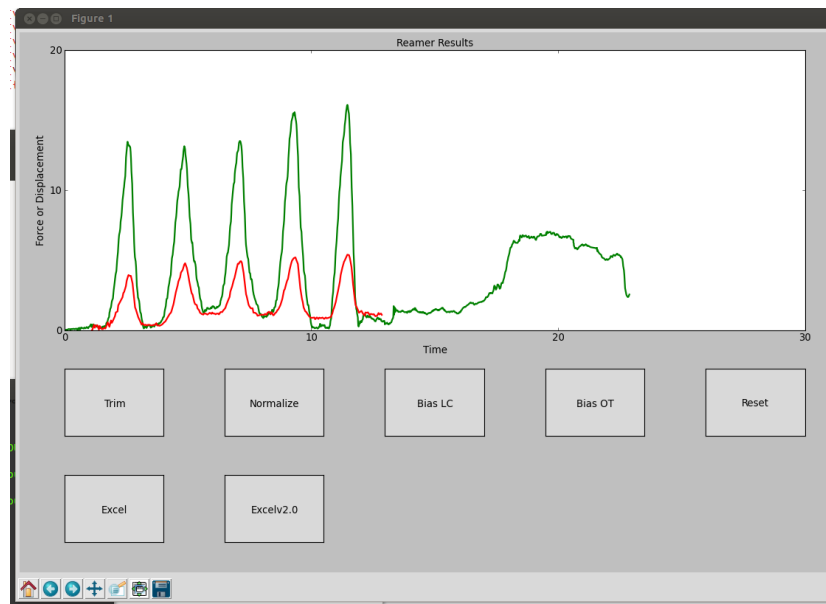 Figure 1
Reamer Results
20
10
0
Force or Displacement
0 10 20 30
Time
Trim Normalize Bias LC Bias OT Reset
Excel Excelv2.0